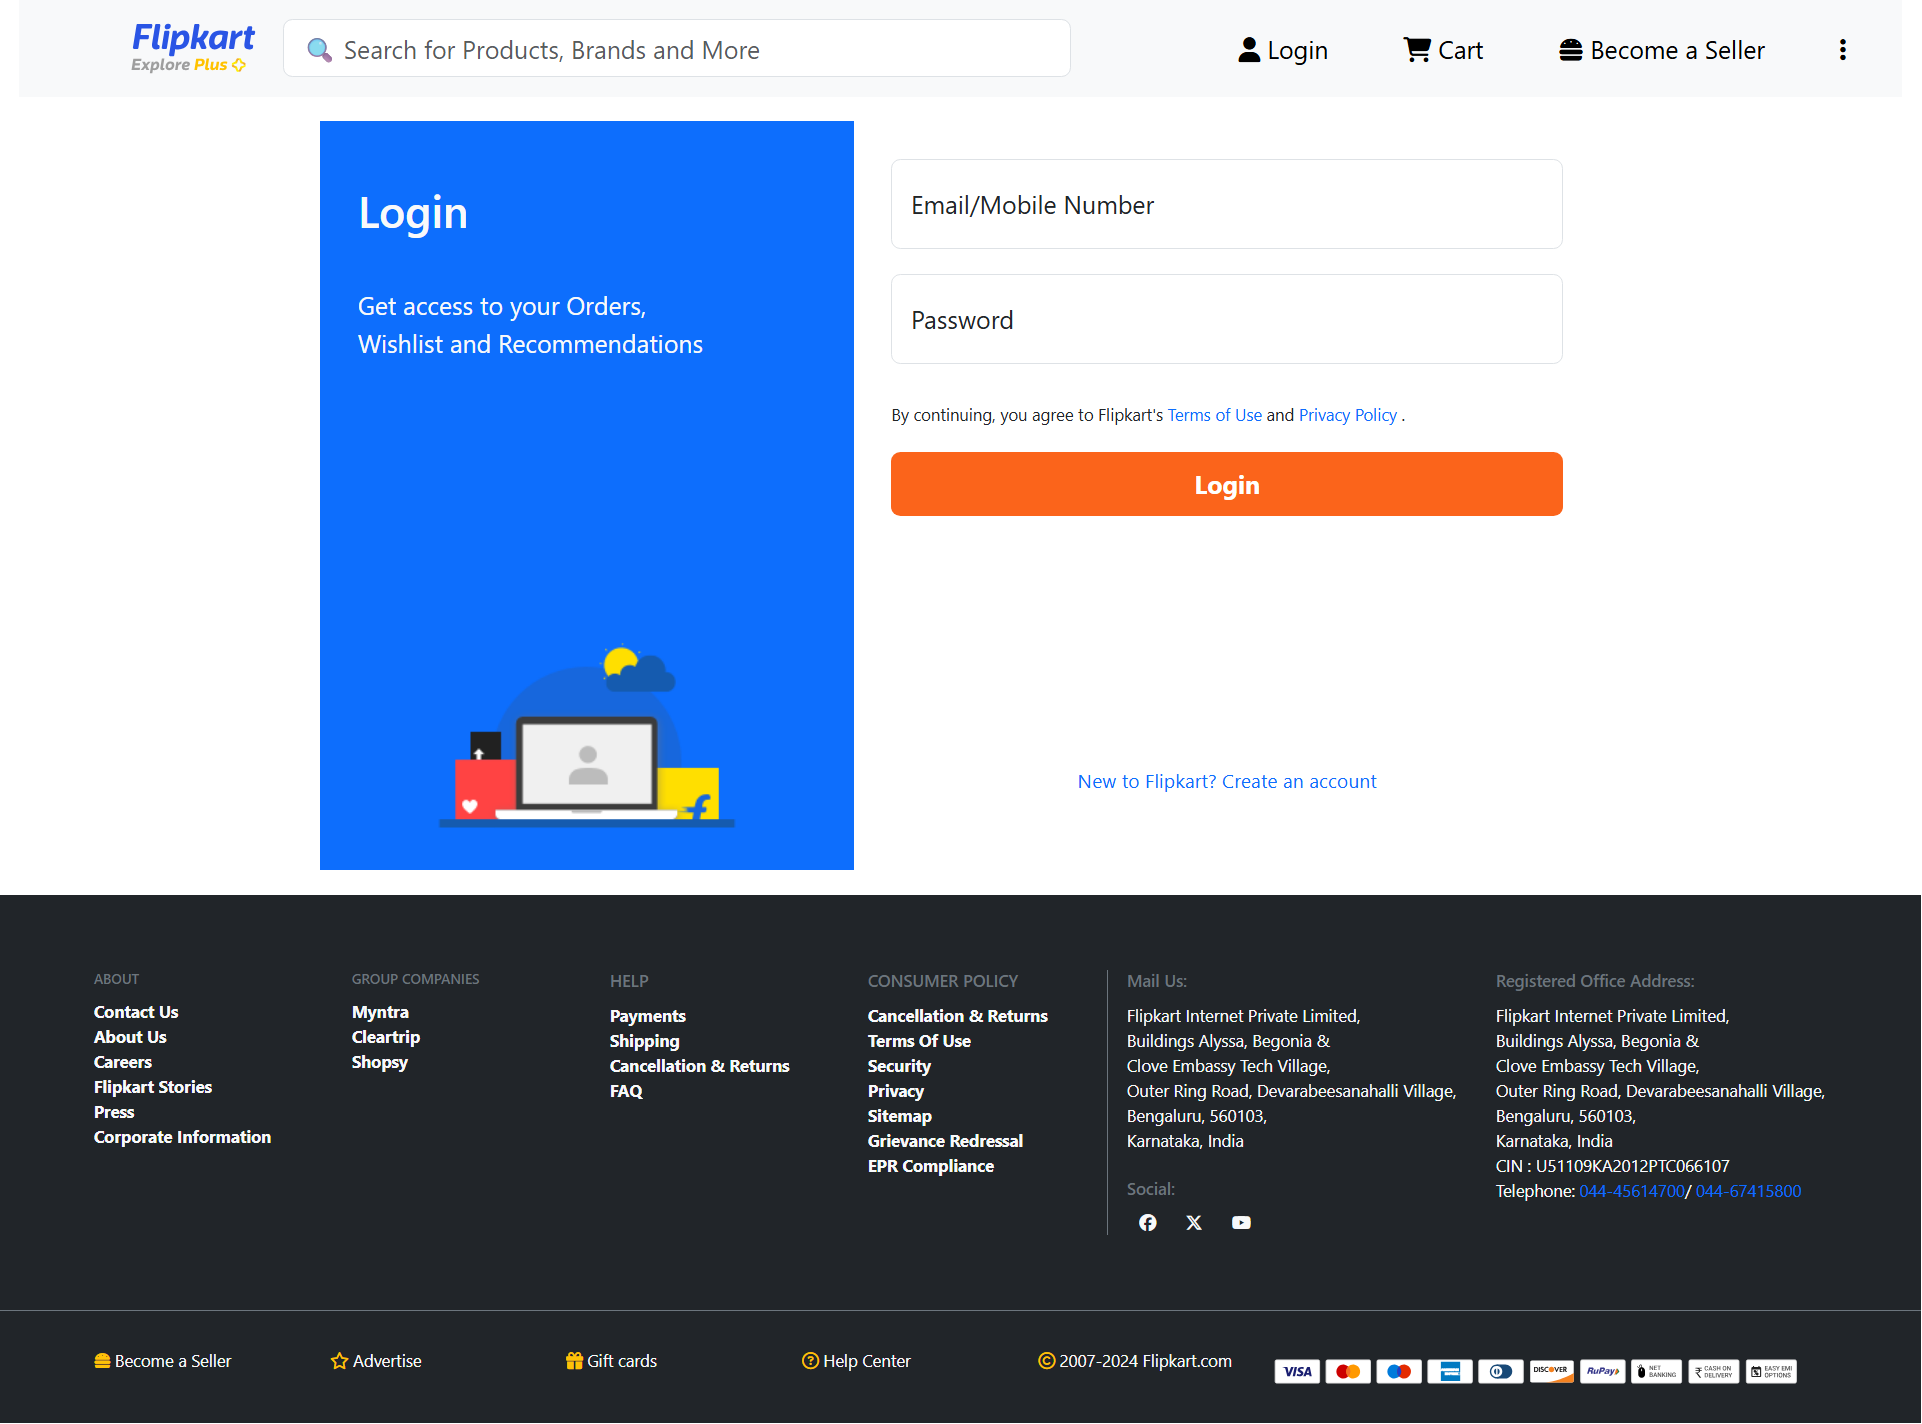 Flipkart
Explore Plus
🔍 Search for Products, Brands and More
Login
Cart
Become a Seller
Login
Get access to your Orders,
Wishlist and Recommendations
Email/Mobile Number
Password
By continuing, you agree to Flipkart's Terms of Use and Privacy Policy .
Login
New to Flipkart? Create an account
ABOUT
Contact Us
About Us
Careers
Flipkart Stories
Press
Corporate Information
GROUP COMPANIES
Myntra
Cleartrip
Shopsy
HELP
Payments
Shipping
Cancellation & Returns
FAQ
CONSUMER POLICY
Cancellation & Returns
Terms Of Use
Security
Privacy
Sitemap
Grievance Redressal
EPR Compliance
Mail Us:
Flipkart Internet Private Limited,
Buildings Alyssa, Begonia &
Clove Embassy Tech Village,
Outer Ring Road, Devarabeesanahalli Village,
Bengaluru, 560103,
Karnataka, India
Social:
Registered Office Address:
Flipkart Internet Private Limited,
Buildings Alyssa, Begonia &
Clove Embassy Tech Village,
Outer Ring Road, Devarabeesanahalli Village,
Bengaluru, 560103,
Karnataka, India
CIN : U51109KA2012PTC066107
Telephone: 044-45614700/ 044-67415800
Become a Seller
Advertise
Gift cards
Help Center
© 2007-2024 Flipkart.com
VISA
DISCOVER
RuPay
NET BANKING
₹ CASH ON DELIVERY
EASY EMI OPTIONS